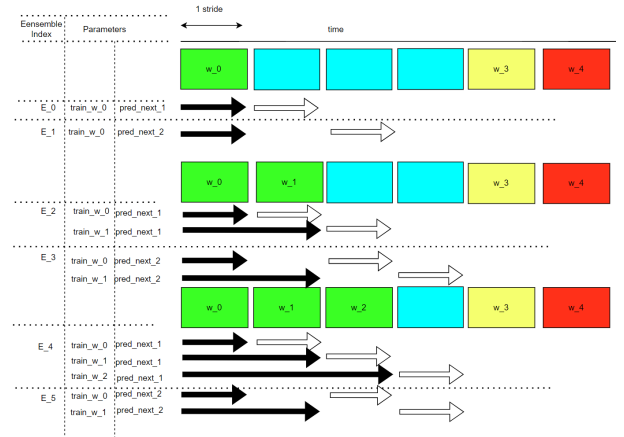 1 stride
Eensemble
Index
Parameters
time
w_0
w_3
w_4
E_0 train_w_0 pred_next_1
E_1 train_w_0 pred_next_2
w_0
w_1
w_3
w_4
E_2 train_w_0 pred_next_1
train_w_1 pred_next_1
E_3 train_w_0 pred_next_2
train_w_1 pred_next_2
w_0
w_1
w_2
w_3
w_4
E_4 train_w_0 pred_next_1
train_w_1 pred_next_1
train_w_2 pred_next_1
E_5 train_w_0 pred_next_2
train_w_1 pred_next_2